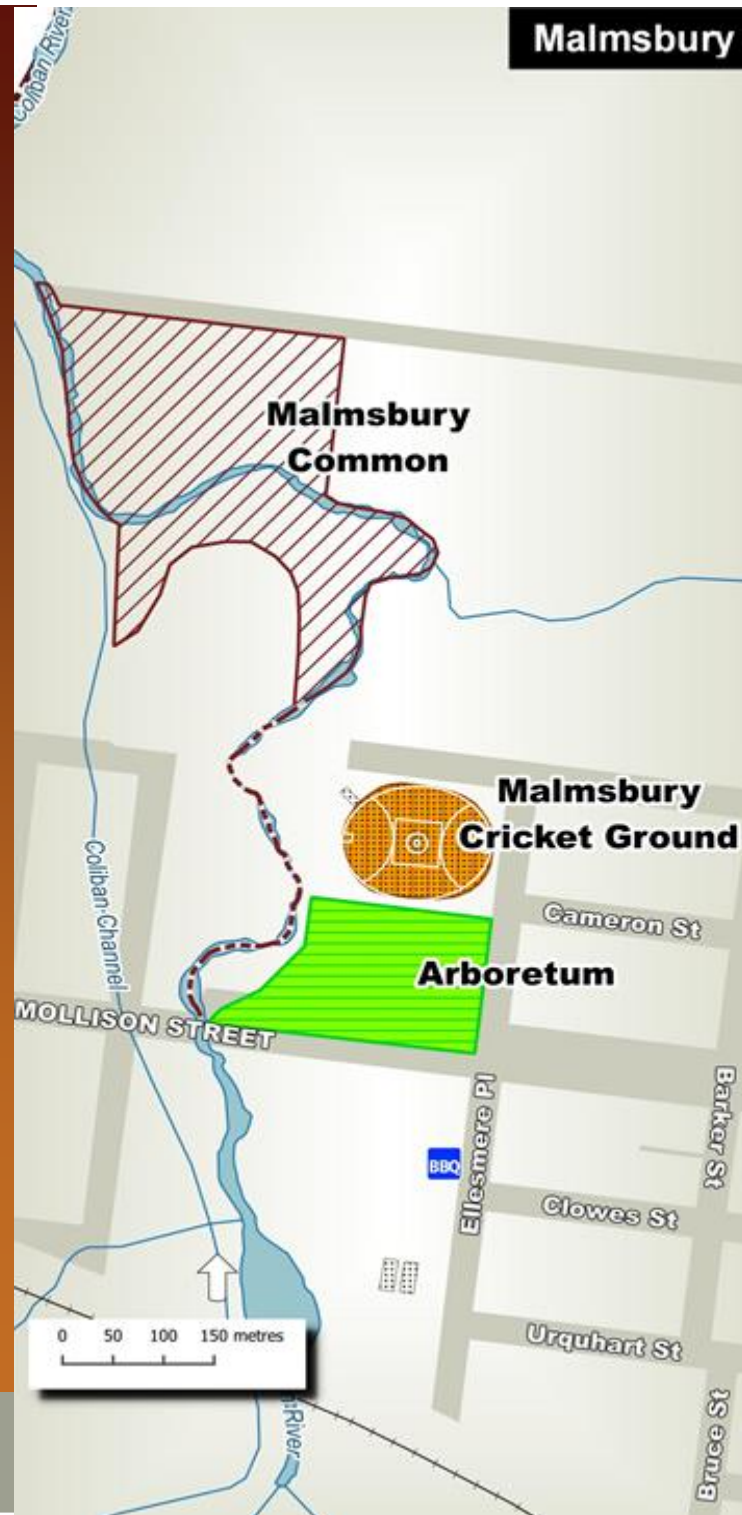 Malmsbury
Coliban River
Malmsbury
Common
Malmsbury
Cricket Ground
Cameron St
Coliban Channel
Arboretum
MOLLISON STREET
Barker St
Ellesmere Pl
BBQ
Clowes St
0 50 100 150 metres
Urquhart St
River
Bruce St